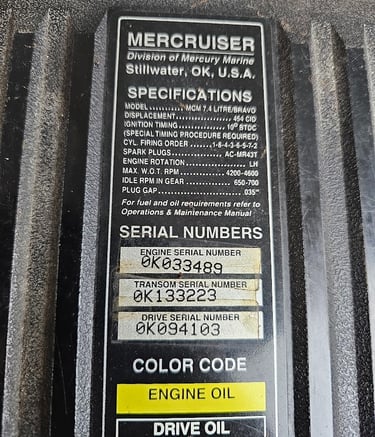 MERCRUISER
Division of Mercury Marine
Stillwater, OK, U.S.A.
SPECIFICATIONS
MODEL.............MCM 7.4 LITRE/BRAVO
DISPLACEMENT....................454 CID
IGNITION TIMING...............10° BTDC
(SPECIAL TIMING PROCEDURE REQUIRED)
CYL. FIRING ORDER .......1-8-4-3-6-5-7-2
SPARK PLUGS...............AC-MR43T
ENGINE ROTATION....................LH
MAX. W.O.T. RPM...............4200-4600
IDLE RPM IN GEAR...............650-700
PLUG GAP........................035"
For fuel and oil requirements refer to
Operations & Maintenance Manual
SERIAL NUMBERS
ENGINE SERIAL NUMBER
0K033489
TRANSOM SERIAL NUMBER
0K133223
DRIVE SERIAL NUMBER
0K094103
COLOR CODE
ENGINE OIL
DRIVE OIL